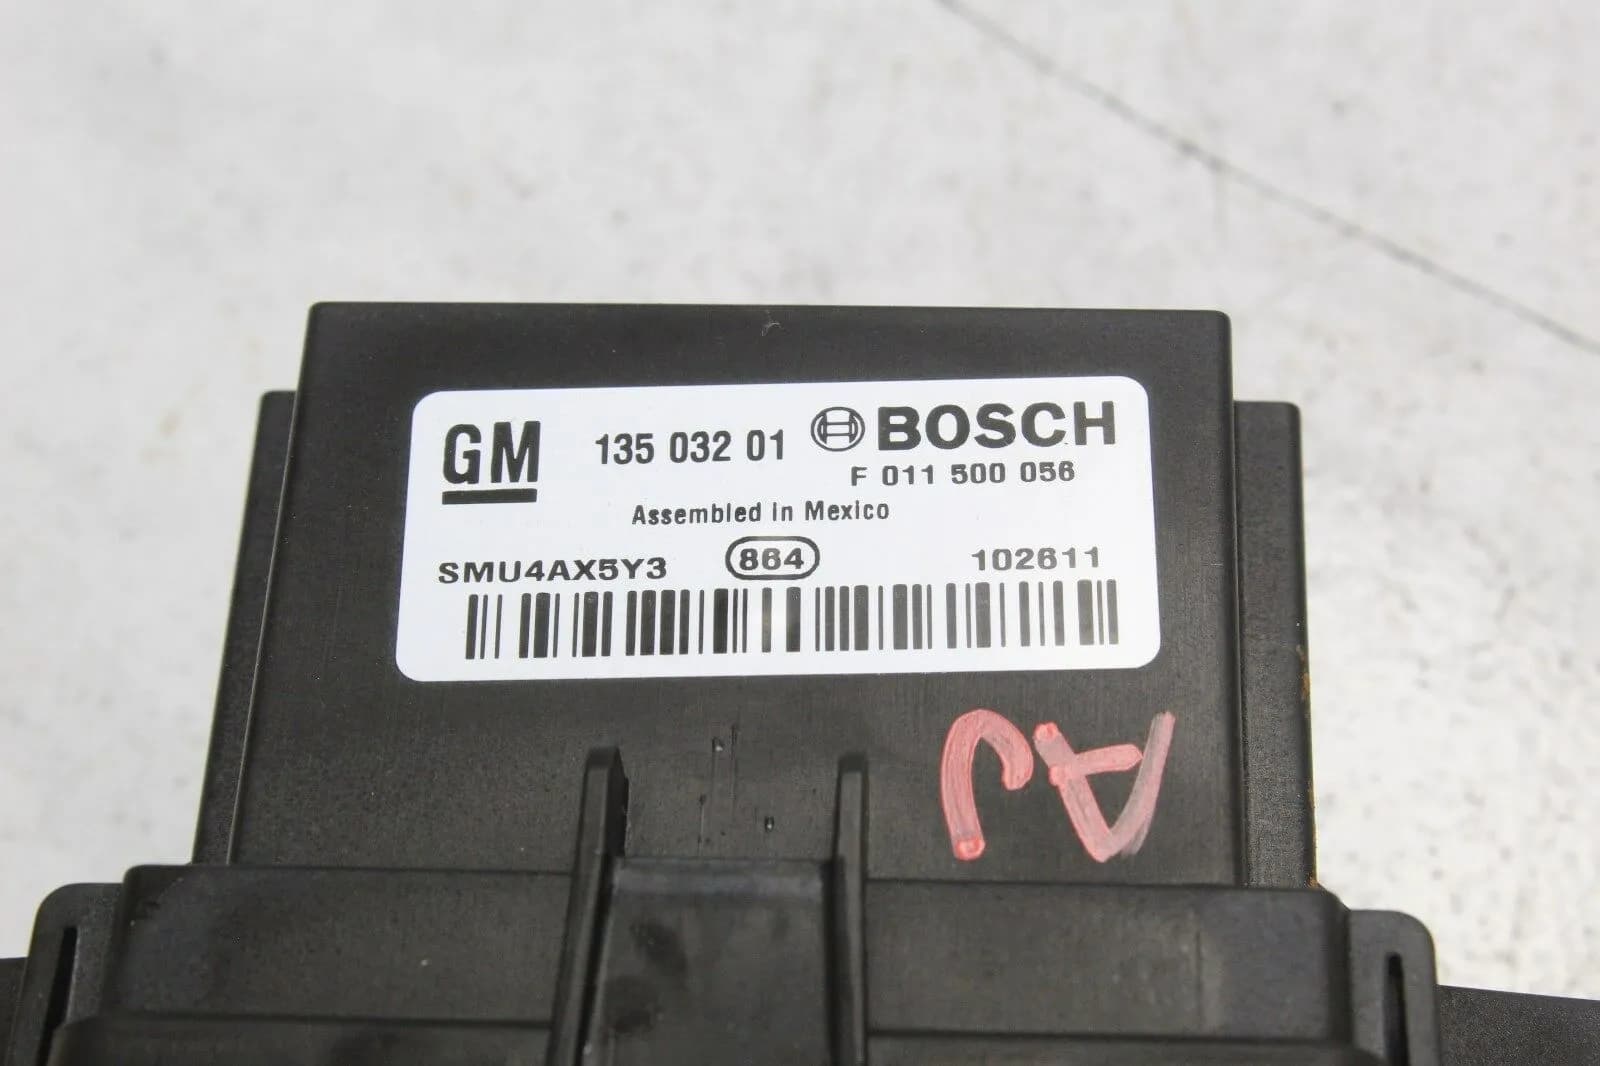 GM 135 032 01 BOSCH
F 011 500 056
Assembled in Mexico
SMU4AX5Y3 864 102611
AJ